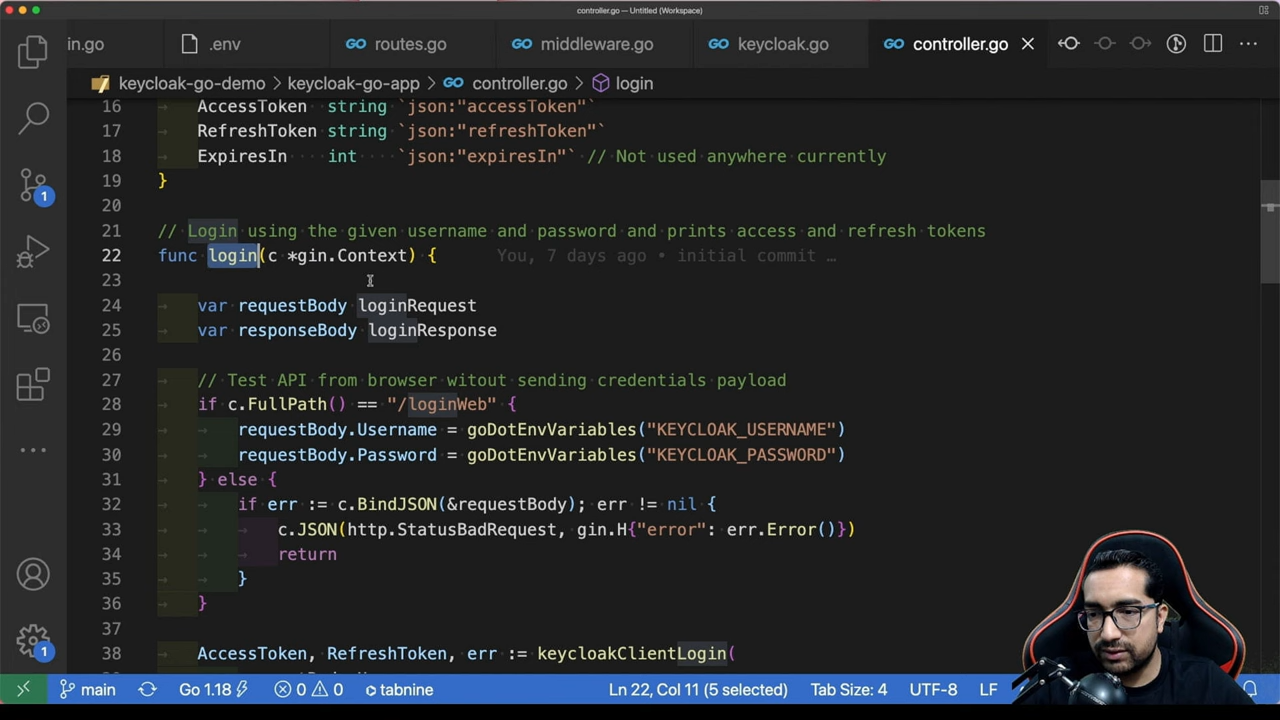 controller.go — Untitled (Workspace)
in.go .env routes.go middleware.go keycloak.go controller.go
keycloak-go-demo > keycloak-go-app > controller.go > login
16 AccessToken string `json:"accessToken"`
17 RefreshToken string `json:"refreshToken"`
18 ExpiresIn int `json:"expiresIn"` // Not used anywhere currently
19 }
20
21 // Login using the given username and password and prints access and refresh tokens
22 func login(c *gin.Context) { You, 7 days ago • initial commit …
23
24 var requestBody loginRequest
25 var responseBody loginResponse
26
27 // Test API from browser witout sending credentials payload
28 if c.FullPath() == "/loginWeb" {
29 requestBody.Username = goDotEnvVariables("KEYCLOAK_USERNAME")
30 requestBody.Password = goDotEnvVariables("KEYCLOAK_PASSWORD")
31 } else {
32 if err := c.BindJSON(&requestBody); err != nil {
33 c.JSON(http.StatusBadRequest, gin.H{"error": err.Error()})
34 return
35 }
36 }
37
38 AccessToken, RefreshToken, err := keycloakClientLogin(
1
1
main Go 1.18 0 0 tabnine Ln 22, Col 11 (5 selected) Tab Size: 4 UTF-8 LF